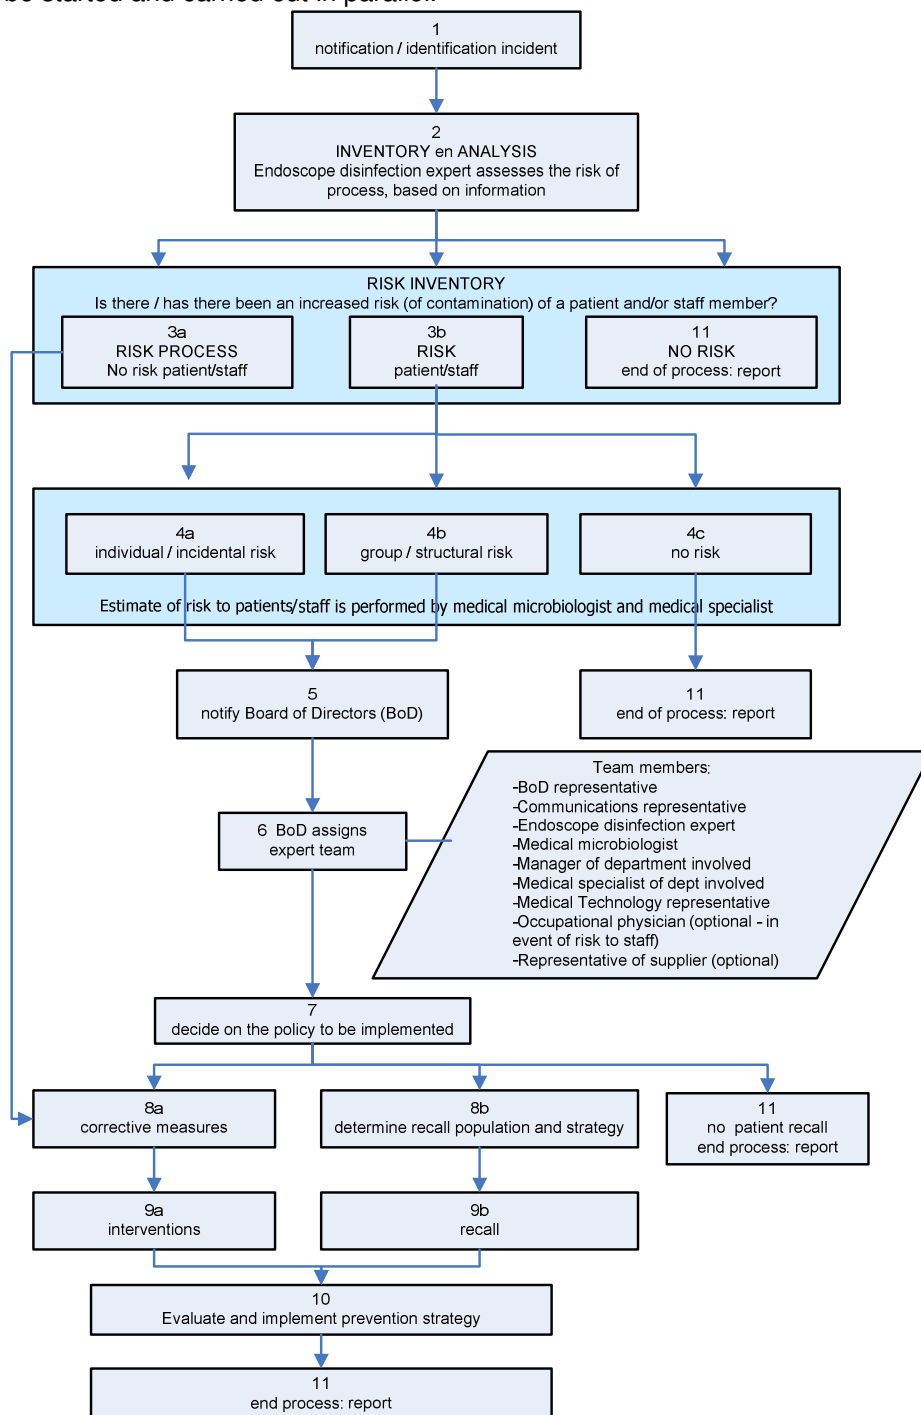 be started and carried out in parallel.
1
notification / identification incident
2
INVENTORY en ANALYSIS
Endoscope disinfection expert assesses the risk of
process, based on information
RISK INVENTORY
Is there / has there been an increased risk (of contamination) of a patient and/or staff member?
3a
RISK PROCESS
No risk patient/staff
3b
RISK
patient/staff
11
NO RISK
end of process: report
4a
individual / incidental risk
4b
group / structural risk
4c
no risk
Estimate of risk to patients/staff is performed by medical microbiologist and medical specialist
5
notify Board of Directors (BoD)
11
end of process: report
6 BoD assigns
expert team
Team members:
-BoD representative
-Communications representative
-Endoscope disinfection expert
-Medical microbiologist
-Manager of department involved
-Medical specialist of dept involved
-Medical Technology representative
-Occupational physician (optional - in
event of risk to staff)
-Representative of supplier (optional)
7
decide on the policy to be implemented
8a
corrective measures
8b
determine recall population and strategy
11
no patient recall
end process: report
9a
interventions
9b
recall
10
Evaluate and implement prevention strategy
11
end process: report